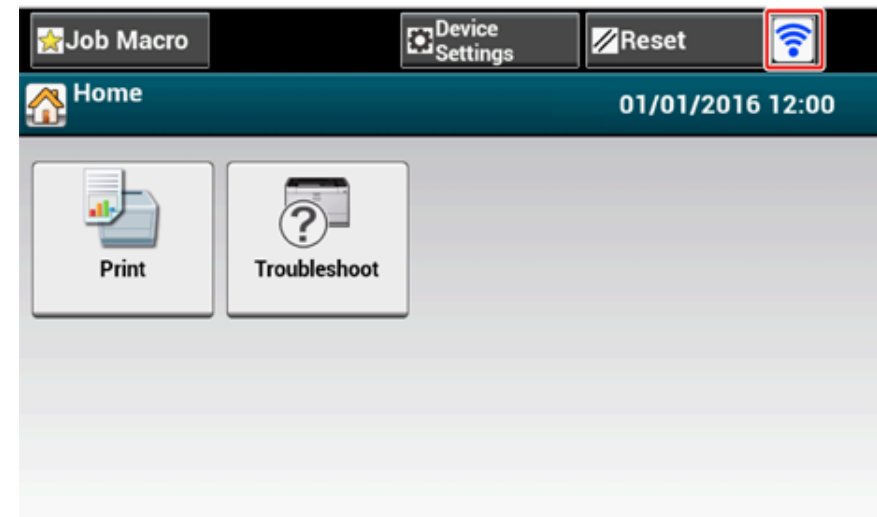 Job Macro
Device
Settings
Reset
Home
01/01/2016 12:00
Print
Troubleshoot